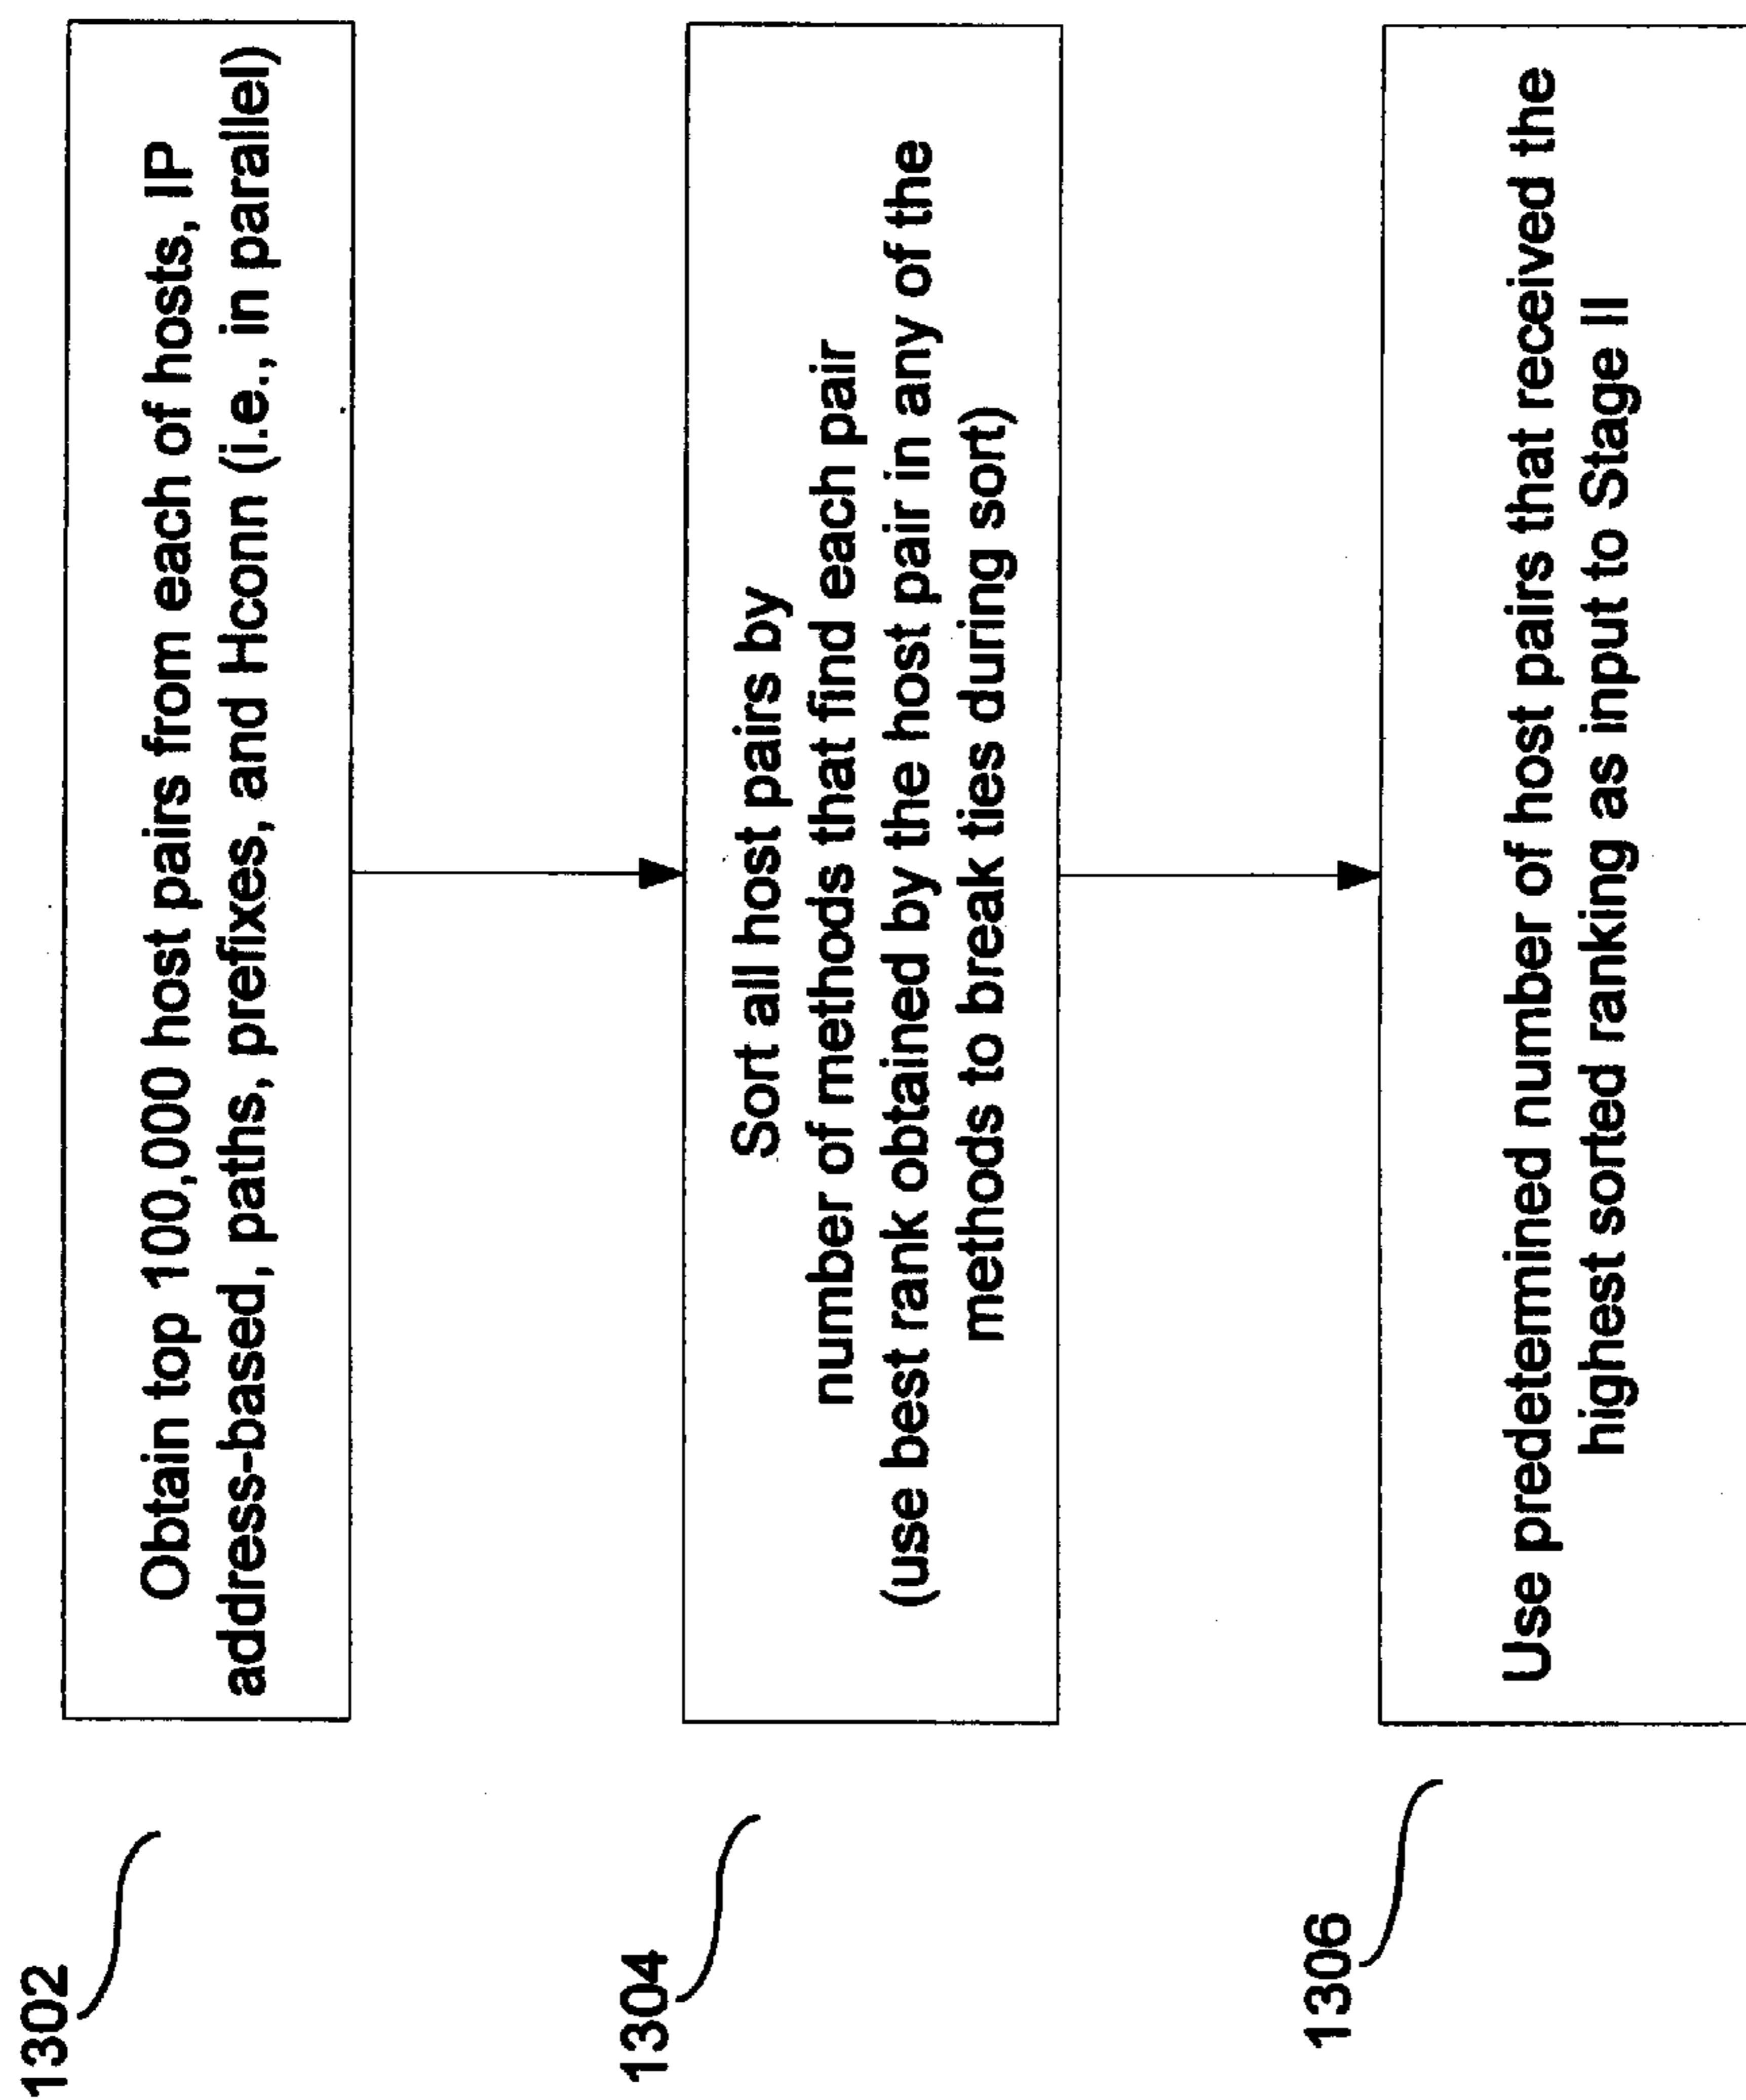 1302
Obtain top 100,000 host pairs from each of hosts, IP
address-based, paths, prefixes, and Hconn (i.e., in parallel)
1304
Sort all host pairs by
number of methods that find each pair
(use best rank obtained by the host pair in any of the
methods to break ties during sort)
1306
Use predetermined number of host pairs that received the
highest sorted ranking as input to Stage II